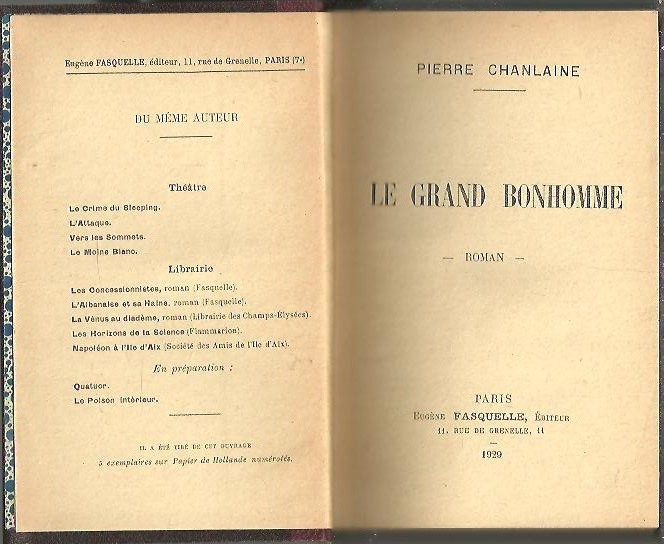 Eugène FASQUELLE, éditeur, 11, rue de Grenelle, PARIS (7ᵉ)
DU MÊME AUTEUR
Théâtre
Le Crime du Sleeping.
L'Attaque.
Vers les Sommets.
Le Moine Blanc.
Librairie
Les Concessionnistes, roman (Fasquelle).
L'Albanaise et sa Haine, roman (Fasquelle).
La Vénus au diadème, roman (Librairie des Champs-Élysées).
Les Horizons de la Science (Flammarion).
Napoléon à l'Ile d'Aix (Société des Amis de l'Ile d'Aix).
En préparation :
Quatuor.
Le Poison intérieur.
IL A ÉTÉ TIRÉ DE CET OUVRAGE
5 exemplaires sur Papier de Hollande numérotés.
PIERRE CHANLAINE
LE GRAND BONHOMME
— ROMAN —
PARIS
EUGÈNE FASQUELLE, ÉDITEUR
11, RUE DE GRENELLE, 11
1929